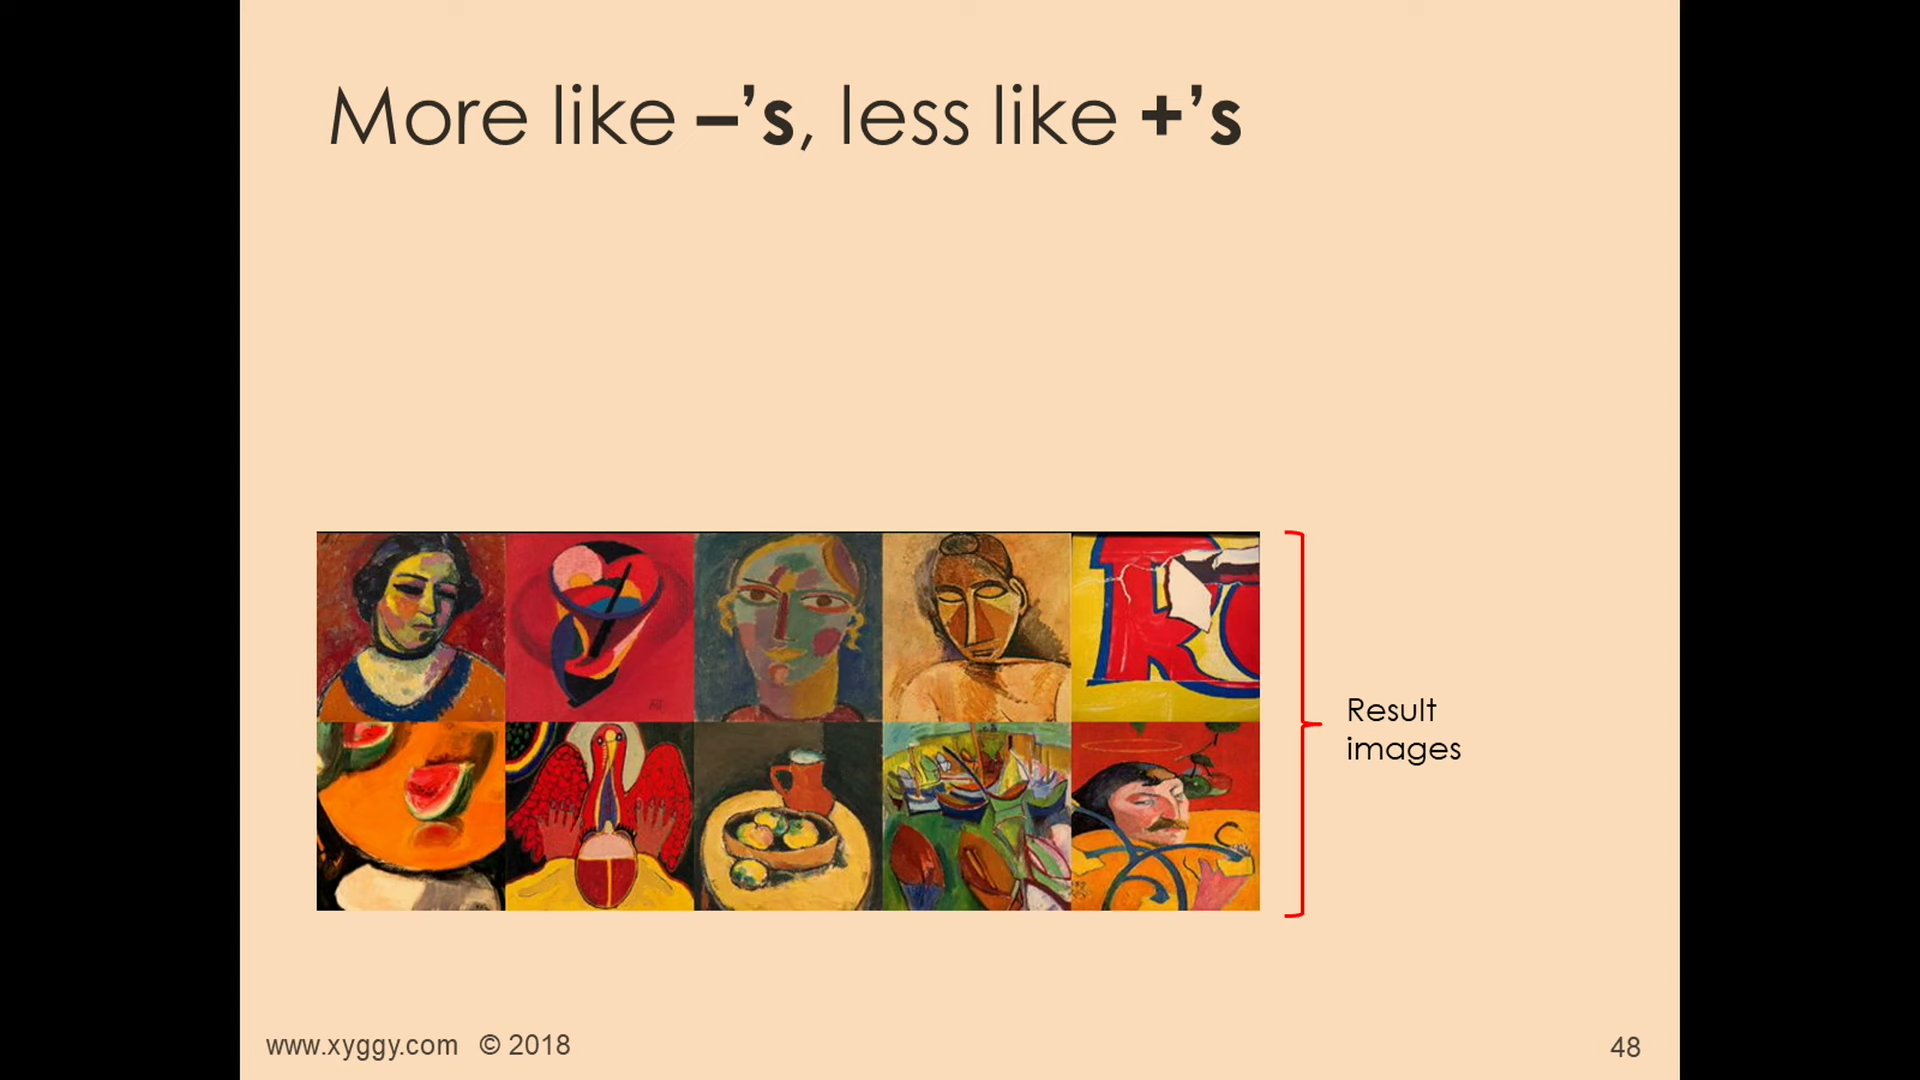 More like –’s, less like +’s
Result
images
www.xyggy.com © 2018
48